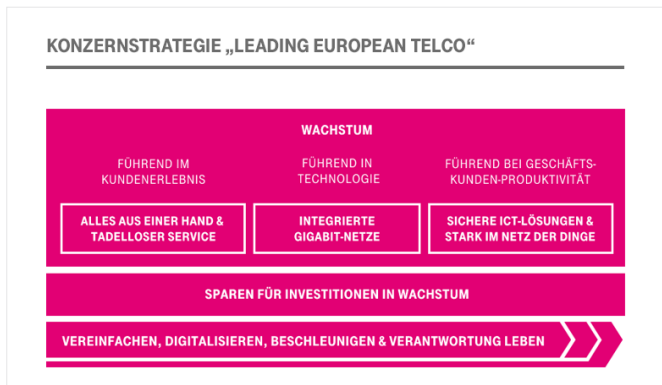 KONZERNSTRATEGIE „LEADING EUROPEAN TELCO“
WACHSTUM
FÜHREND IM
KUNDENERLEBNIS
FÜHREND IN
TECHNOLOGIE
FÜHREND BEI GESCHÄFTS-
KUNDEN-PRODUKTIVITÄT
ALLES AUS EINER HAND &
TADELLOSER SERVICE
INTEGRIERTE
GIGABIT-NETZE
SICHERE ICT-LÖSUNGEN &
STARK IM NETZ DER DINGE
SPAREN FÜR INVESTITIONEN IN WACHSTUM
VEREINFACHEN, DIGITALISIEREN, BESCHLEUNIGEN & VERANTWORTUNG LEBEN